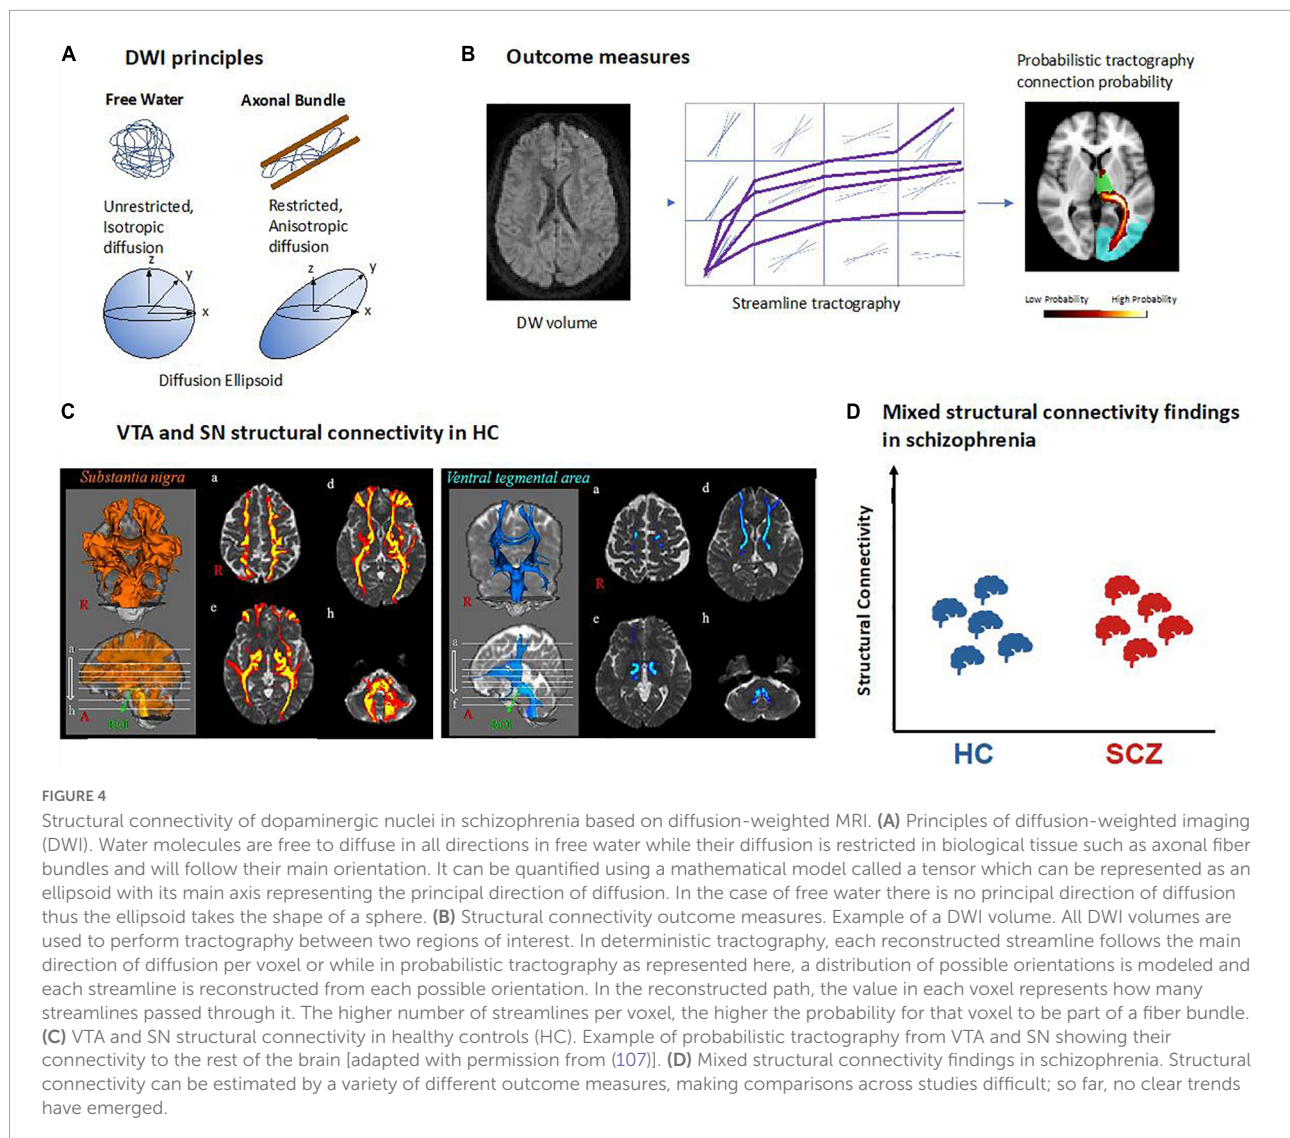 A
DWI principles
Free Water
Axonal Bundle
Unrestricted,
Isotropic
diffusion
Restricted,
Anisotropic
diffusion
z
y
x
z
y
x
Diffusion Ellipsoid
B
Outcome measures
DW volume
Streamline tractography
Probabilistic tractography
connection probability
Low Probability
High Probability
C
VTA and SN structural connectivity in HC
Substantia nigra
a
d
R
R
e
h
a
h
A
ROI
Ventral tegmental area
a
d
R
R
e
h
a
f
A
ROI
D
Mixed structural connectivity findings
in schizophrenia
Structural Connectivity
HC
SCZ
FIGURE 4
Structural connectivity of dopaminergic nuclei in schizophrenia based on diffusion-weighted MRI. (A) Principles of diffusion-weighted imaging
(DWI). Water molecules are free to diffuse in all directions in free water while their diffusion is restricted in biological tissue such as axonal fiber
bundles and will follow their main orientation. It can be quantified using a mathematical model called a tensor which can be represented as an
ellipsoid with its main axis representing the principal direction of diffusion. In the case of free water there is no principal direction of diffusion
thus the ellipsoid takes the shape of a sphere. (B) Structural connectivity outcome measures. Example of a DWI volume. All DWI volumes are
used to perform tractography between two regions of interest. In deterministic tractography, each reconstructed streamline follows the main
direction of diffusion per voxel or while in probabilistic tractography as represented here, a distribution of possible orientations is modeled and
each streamline is reconstructed from each possible orientation. In the reconstructed path, the value in each voxel represents how many
streamlines passed through it. The higher number of streamlines per voxel, the higher the probability for that voxel to be part of a fiber bundle.
(C) VTA and SN structural connectivity in healthy controls (HC). Example of probabilistic tractography from VTA and SN showing their
connectivity to the rest of the brain [adapted with permission from (107)]. (D) Mixed structural connectivity findings in schizophrenia. Structural
connectivity can be estimated by a variety of different outcome measures, making comparisons across studies difficult; so far, no clear trends
have emerged.